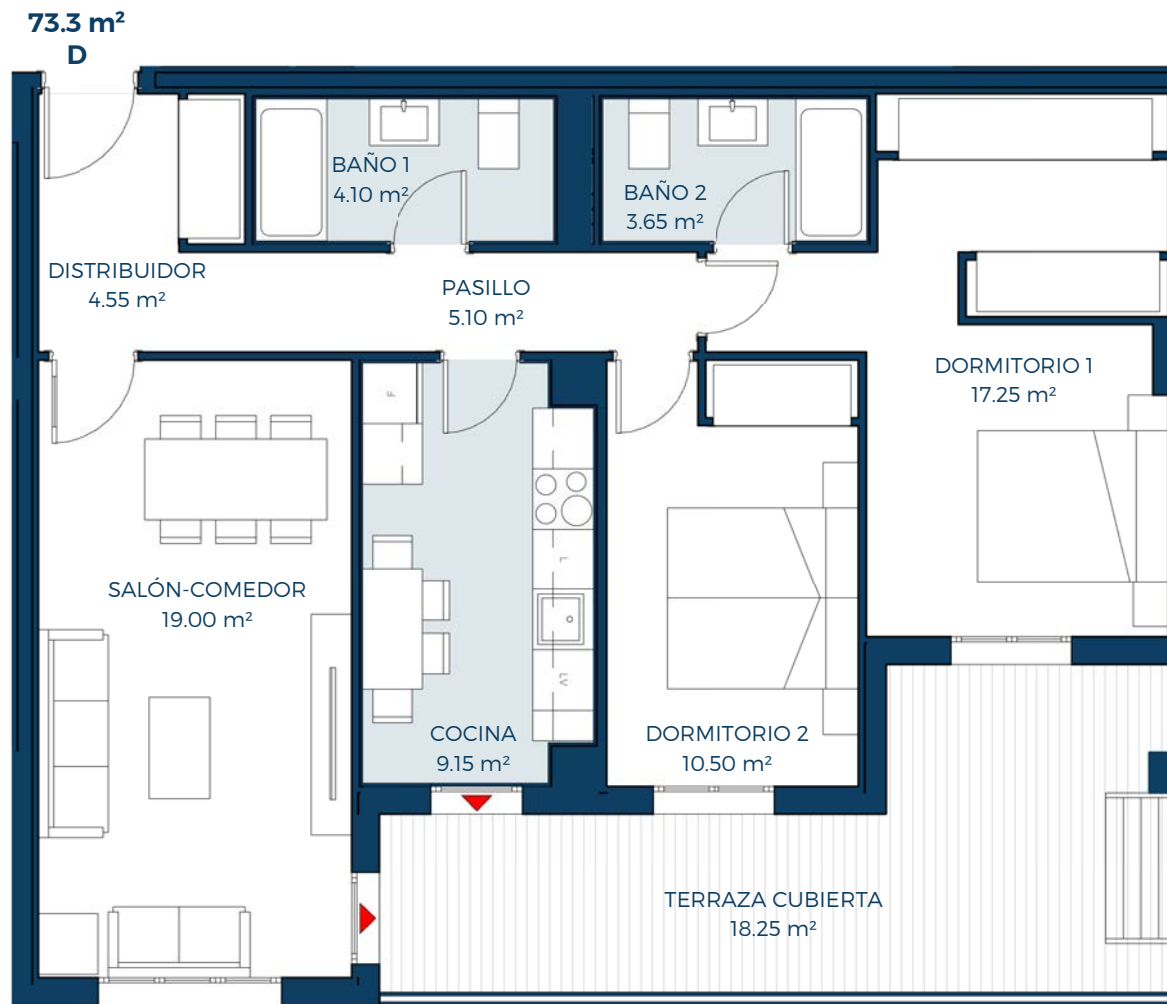 73.3 m²
D
BAÑO 1
4.10 m²
BAÑO 2
3.65 m²
DISTRIBUIDOR
4.55 m²
PASILLO
5.10 m²
DORMITORIO 1
17.25 m²
F
L
LV
SALÓN-COMEDOR
19.00 m²
COCINA
9.15 m²
DORMITORIO 2
10.50 m²
TERRAZA CUBIERTA
18.25 m²